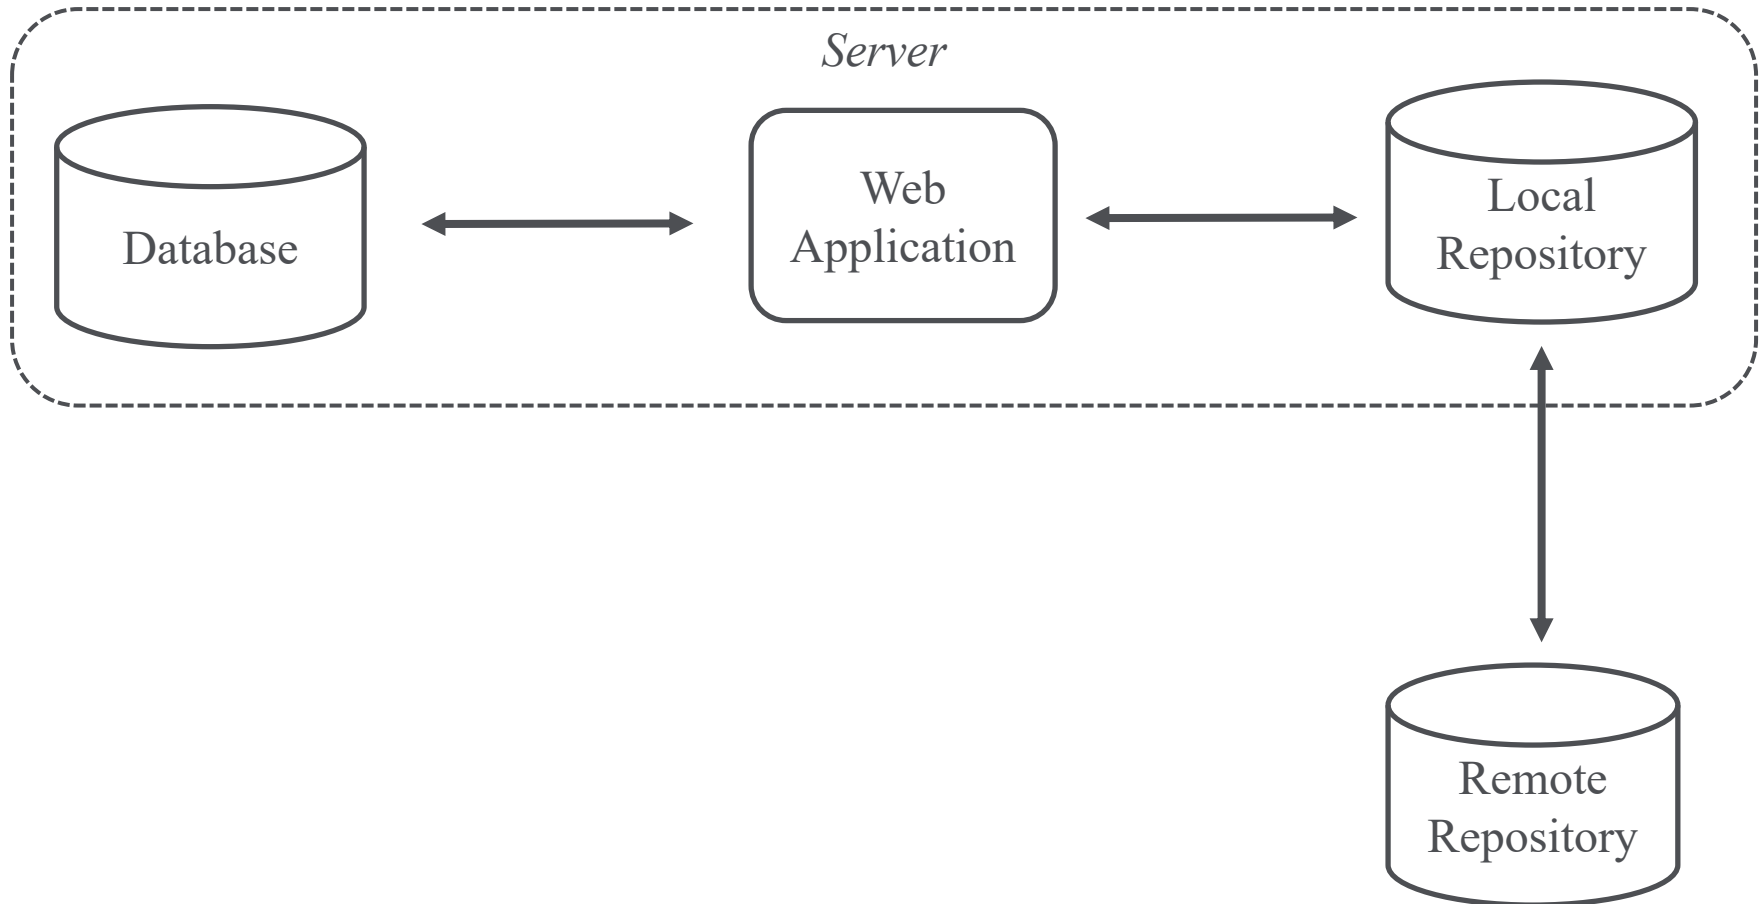 Server
Database
Web
Application
Local
Repository
Remote
Repository